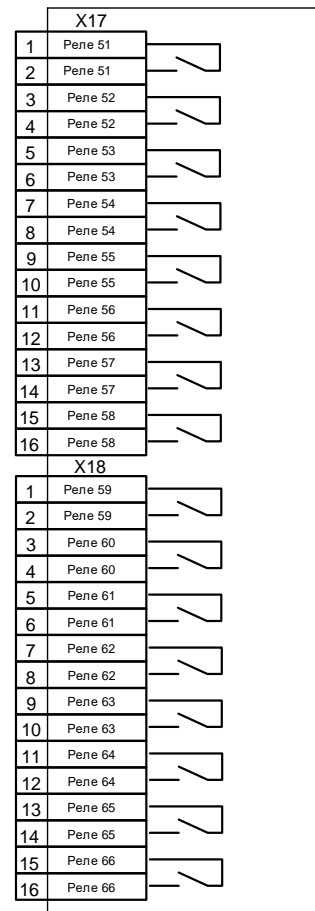 X17
1 Реле 51
2 Реле 51
3 Реле 52
4 Реле 52
5 Реле 53
6 Реле 53
7 Реле 54
8 Реле 54
9 Реле 55
10 Реле 55
11 Реле 56
12 Реле 56
13 Реле 57
14 Реле 57
15 Реле 58
16 Реле 58
X18
1 Реле 59
2 Реле 59
3 Реле 60
4 Реле 60
5 Реле 61
6 Реле 61
7 Реле 62
8 Реле 62
9 Реле 63
10 Реле 63
11 Реле 64
12 Реле 64
13 Реле 65
14 Реле 65
15 Реле 66
16 Реле 66